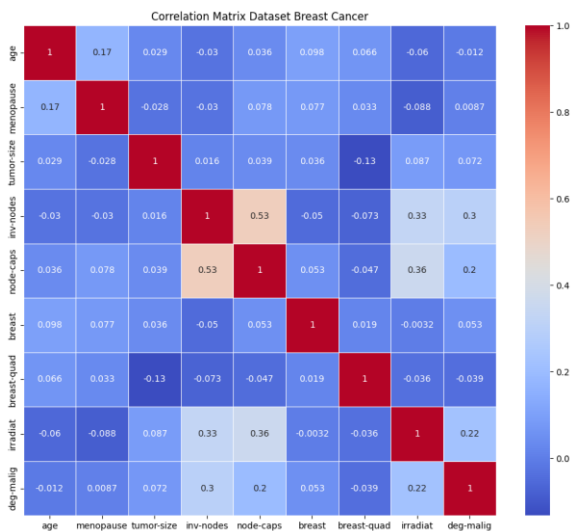 Correlation Matrix Dataset Breast Cancer
age 1 0.17 0.029 -0.03 0.036 0.098 0.066 -0.06 -0.012
menopause 0.17 1 -0.028 -0.03 0.078 0.077 0.033 -0.088 0.0087
tumor-size 0.029 -0.028 1 0.016 0.039 0.036 -0.13 0.087 0.072
inv-nodes -0.03 -0.03 0.016 1 0.53 -0.05 -0.073 0.33 0.3
node-caps 0.036 0.078 0.039 0.53 1 0.053 -0.047 0.36 0.2
breast 0.098 0.077 0.036 -0.05 0.053 1 0.019 -0.0032 0.053
breast-quad 0.066 0.033 -0.13 -0.073 -0.047 0.019 1 -0.036 -0.039
irradiat -0.06 -0.088 0.087 0.33 0.36 -0.0032 -0.036 1 0.22
deg-malig -0.012 0.0087 0.072 0.3 0.2 0.053 -0.039 0.22 1
age menopause tumor-size inv-nodes node-caps breast breast-quad irradiat deg-malig
1.0
0.8
0.6
0.4
0.2
0.0